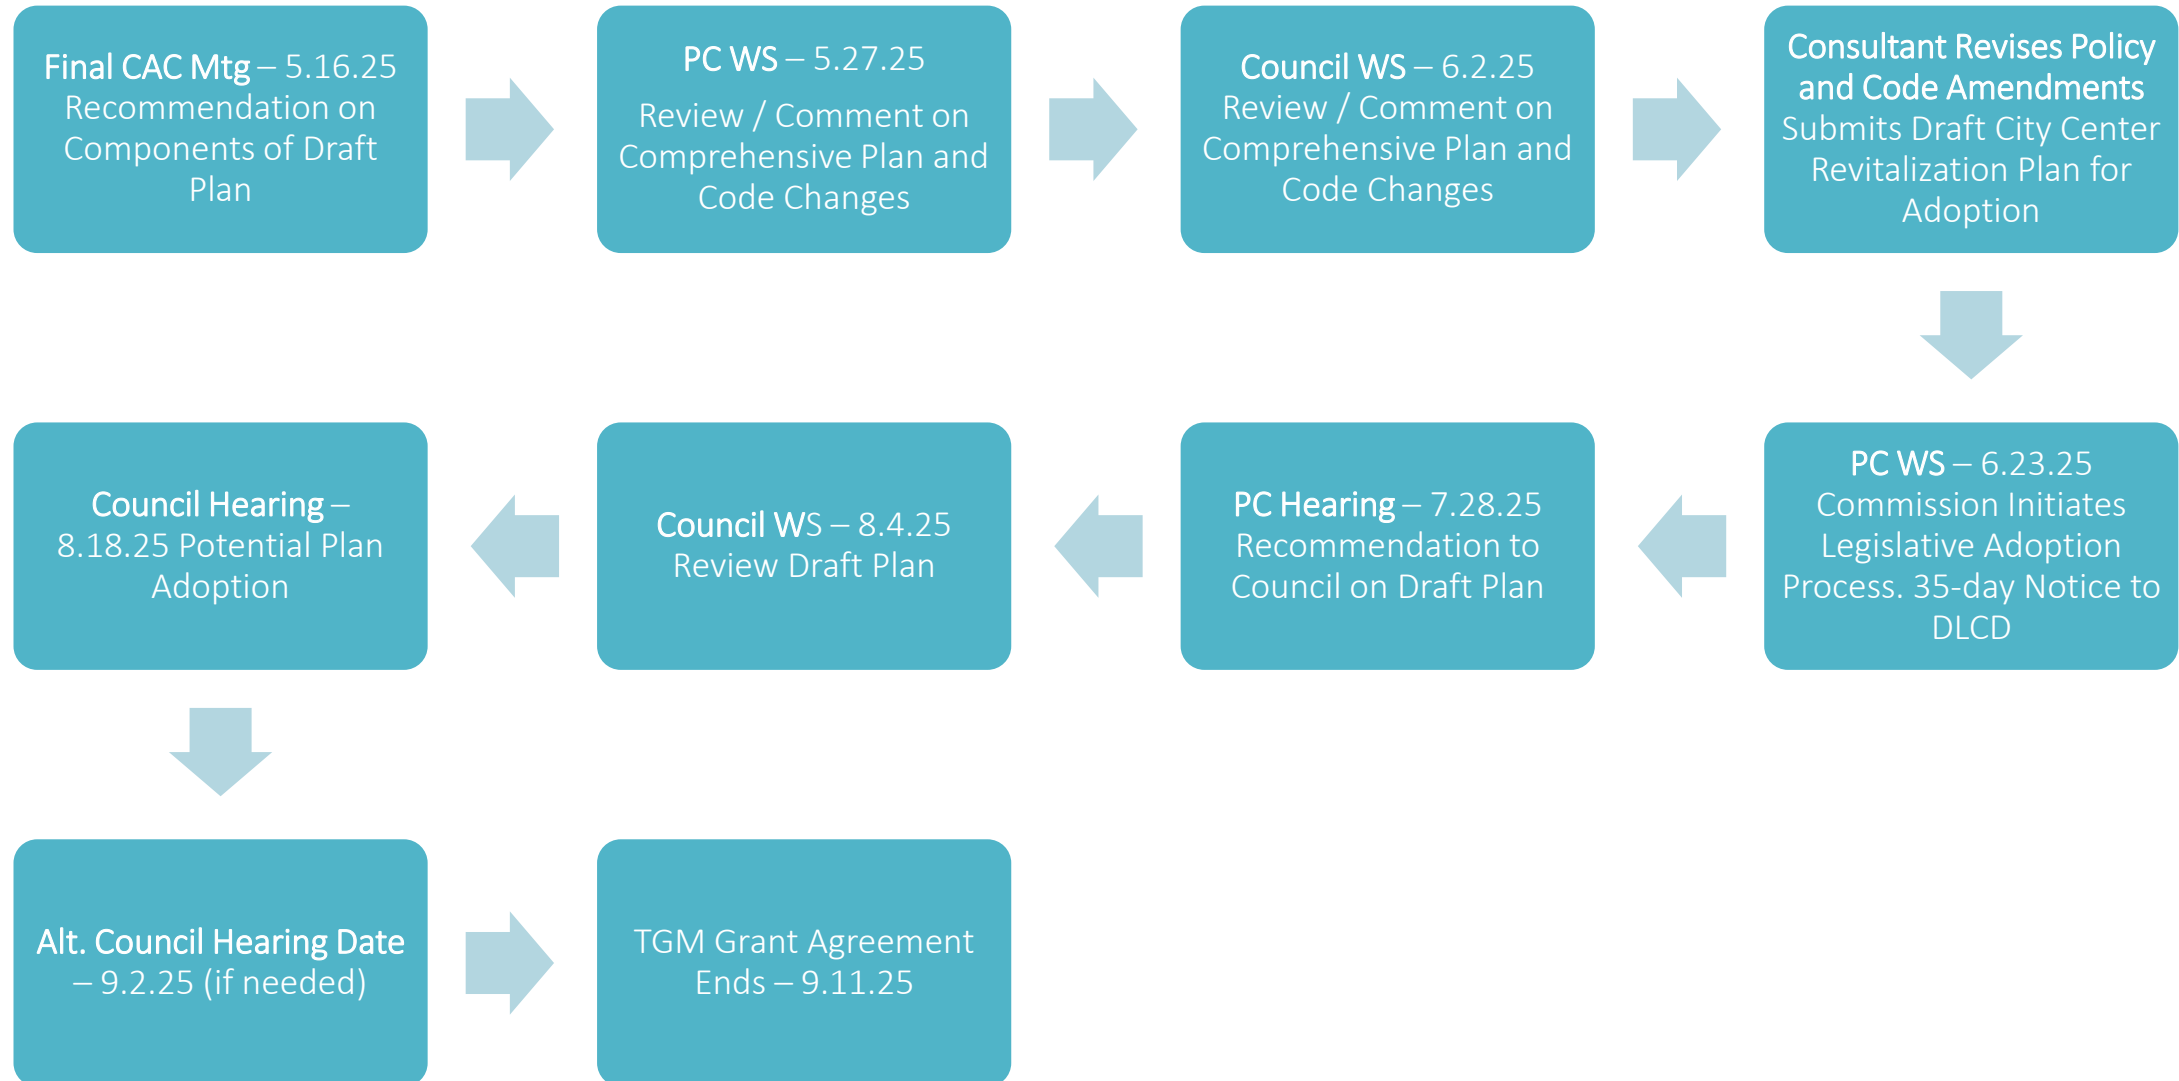 Final CAC Mtg – 5.16.25
Recommendation on
Components of Draft
Plan
PC WS – 5.27.25
Review / Comment on
Comprehensive Plan and
Code Changes
Council WS – 6.2.25
Review / Comment on
Comprehensive Plan and
Code Changes
Consultant Revises Policy
and Code Amendments
Submits Draft City Center
Revitalization Plan for
Adoption
PC WS – 6.23.25
Commission Initiates
Legislative Adoption
Process. 35-day Notice to
DLCD
PC Hearing – 7.28.25
Recommendation to
Council on Draft Plan
Council WS – 8.4.25
Review Draft Plan
Council Hearing –
8.18.25 Potential Plan
Adoption
Alt. Council Hearing Date
– 9.2.25 (if needed)
TGM Grant Agreement
Ends – 9.11.25